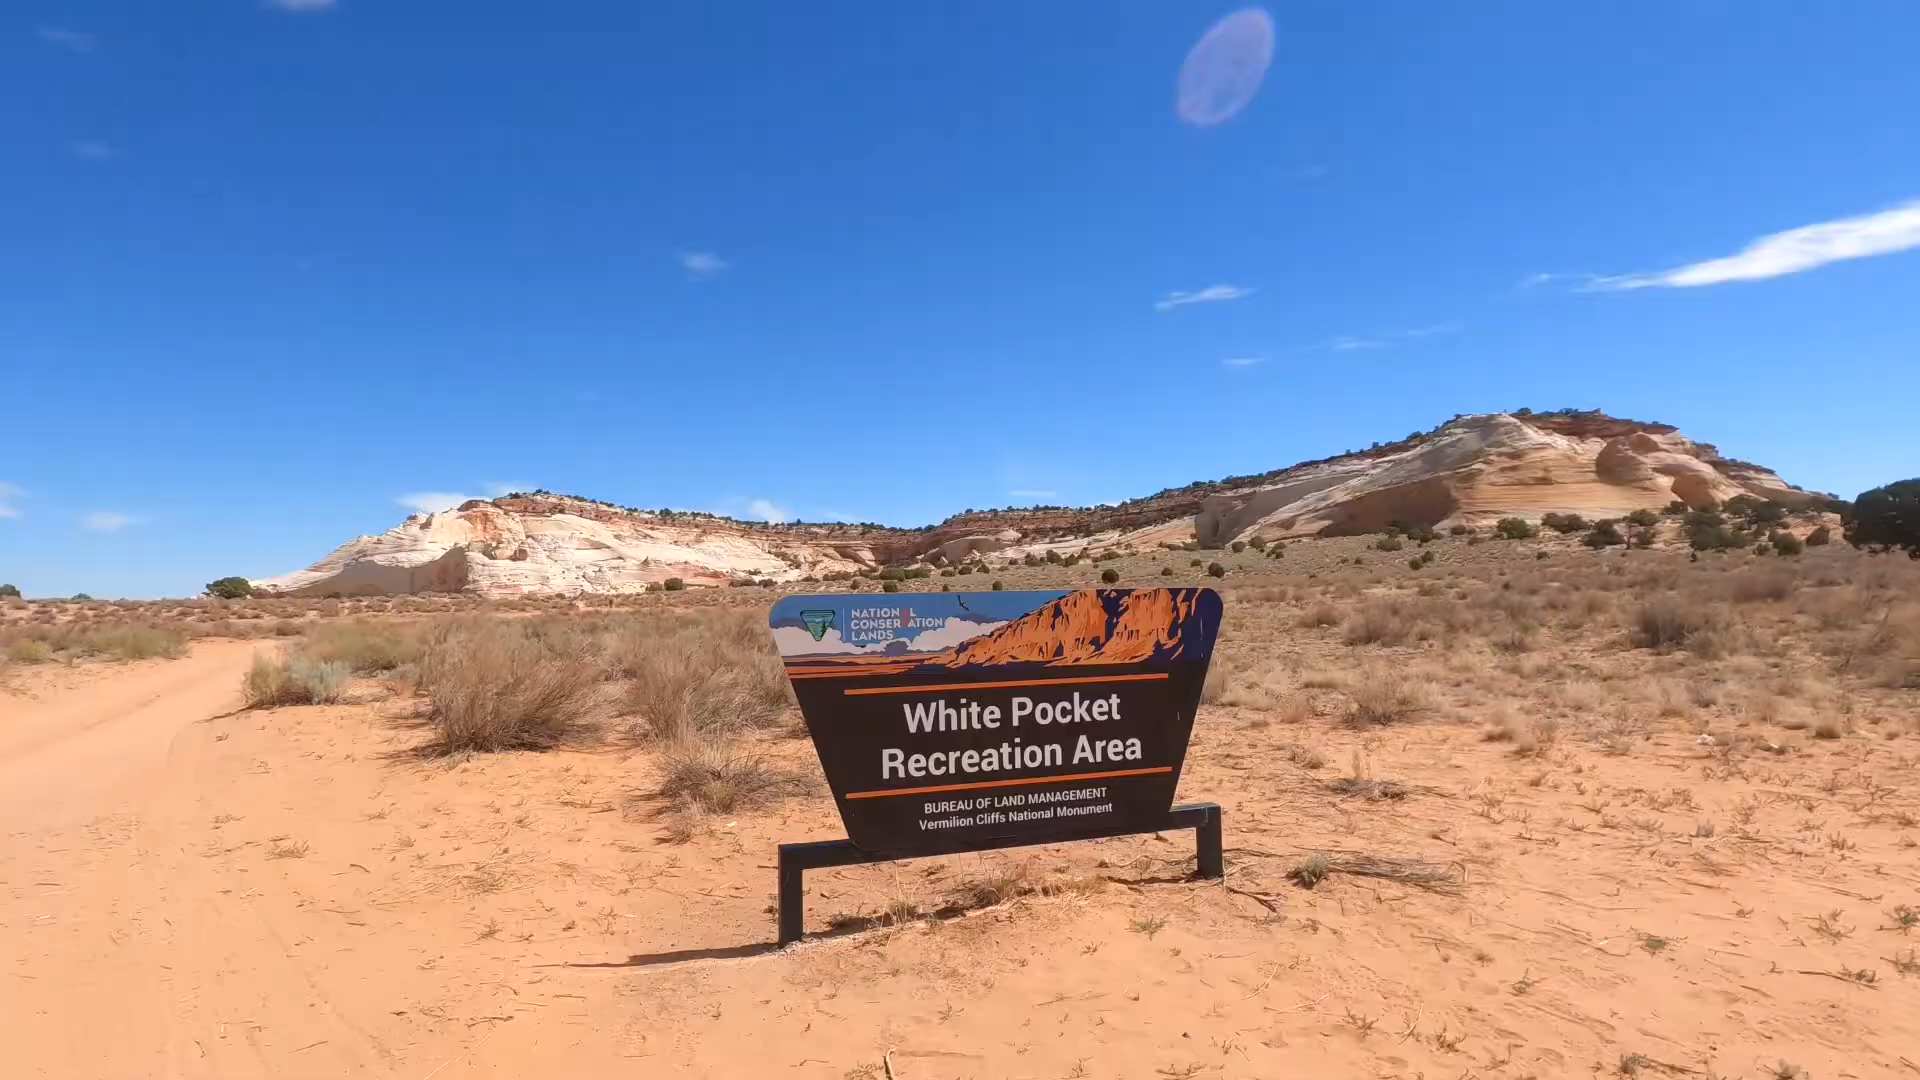 NATIONAL
CONSERVATION
LANDS
White Pocket
Recreation Area
BUREAU OF LAND MANAGEMENT
Vermilion Cliffs National Monument